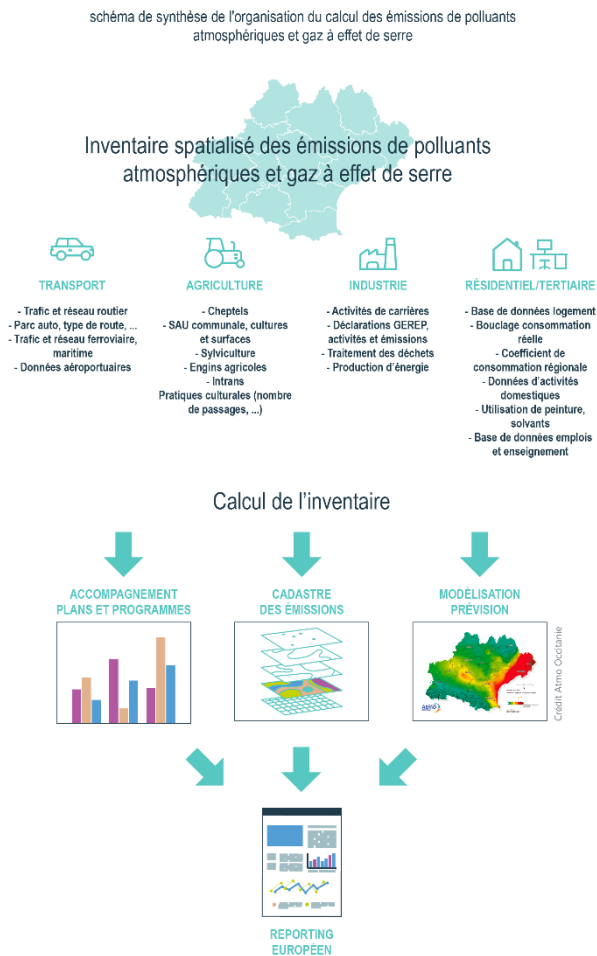 schéma de synthèse de l'organisation du calcul des émissions de polluants
atmosphériques et gaz à effet de serre
Inventaire spatialisé des émissions de polluants
atmosphériques et gaz à effet de serre
TRANSPORT
- Trafic et réseau routier
- Parc auto, type de route, ...
- Trafic et réseau ferroviaire,
maritime
- Données aéroportuaires
AGRICULTURE
- Cheptels
- SAU communale, cultures
et surfaces
- Sylviculture
- Engins agricoles
- Intrans
Pratiques culturales (nombre
de passages, ...)
INDUSTRIE
- Activités de carrières
- Déclarations GEREP,
activités et émissions
- Traitement des déchets
- Production d'énergie
RÉSIDENTIEL/TERTIAIRE
- Base de données logement
- Bouclage consommation
réelle
- Coefficient de
consommation régionale
- Données d'activités
domestiques
- Utilisation de peinture,
solvants
- Base de données emplois
et enseignement
Calcul de l'inventaire
ACCOMPAGNEMENT
PLANS ET PROGRAMMES
CADASTRE
DES ÉMISSIONS
MODÉLISATION
PRÉVISION
Atmo
Crédit Atmo Occitanie
REPORTING
EUROPÉEN